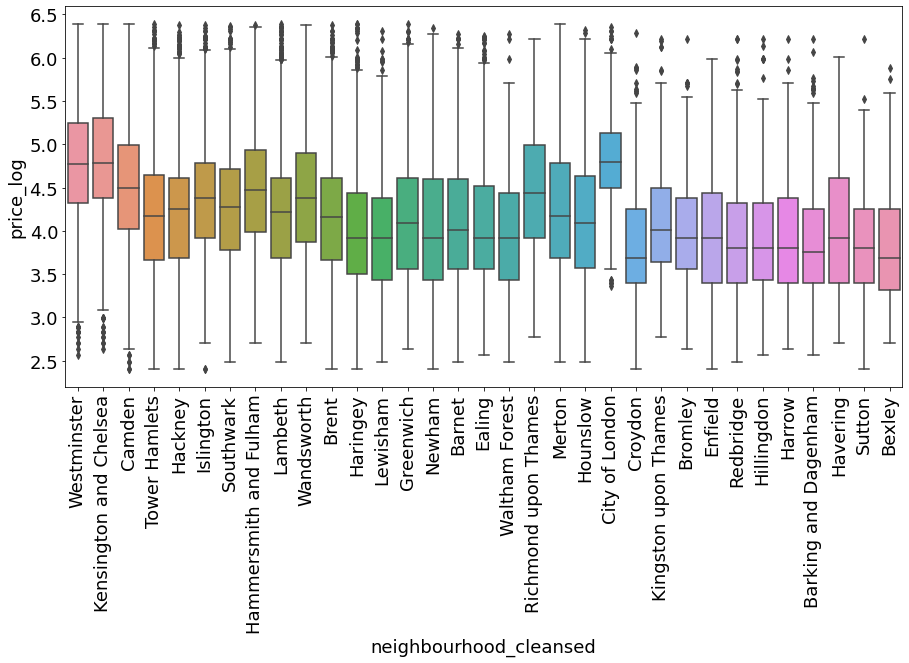 price_log
6.5
6.0
5.5
5.0
4.5
4.0
3.5
3.0
2.5
Westminster
Kensington and Chelsea
Camden
Tower Hamlets
Hackney
Islington
Southwark
Hammersmith and Fulham
Lambeth
Wandsworth
Brent
Haringey
Lewisham
Greenwich
Newham
Barnet
Ealing
Waltham Forest
Richmond upon Thames
Merton
Hounslow
City of London
Croydon
Kingston upon Thames
Bromley
Enfield
Redbridge
Hillingdon
Harrow
Barking and Dagenham
Havering
Sutton
Bexley
neighbourhood_cleansed